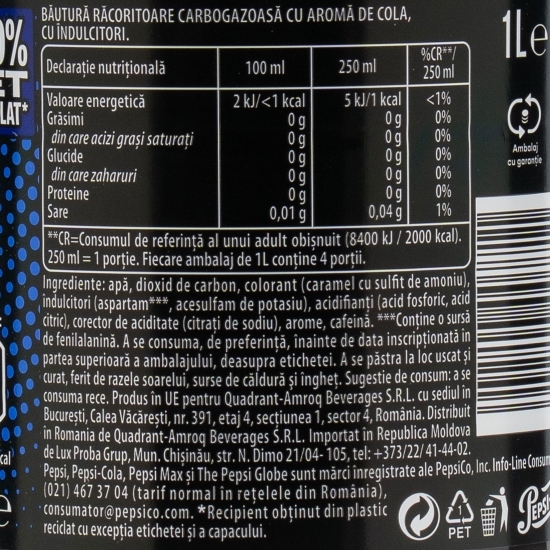 BĂUTURĂ RĂCORITOARE CARBOGAZOASĂ CU AROMĂ DE COLA,
CU ÎNDULCITORI.
1L e
%
ET
LAT*
Declarație nutrițională 100 ml 250 ml %CR**/ 250 ml
Valoare energetică 2 kJ/<1 kcal 5 kJ/1 kcal <1%
Grăsimi 0 g 0 g 0%
din care acizi grași saturați 0 g 0 g 0%
Glucide 0 g 0 g 0%
din care zaharuri 0 g 0 g 0%
Proteine 0 g 0 g 0%
Sare 0,01 g 0,04 g 1%
Ambalaj
cu garanție
**CR=Consumul de referință al unui adult obișnuit (8400 kJ / 2000 kcal).
250 ml = 1 porție. Fiecare ambalaj de 1L conține 4 porții.
Ingrediente: apă, dioxid de carbon, colorant (caramel cu sulfit de amoniu),
îndulcitori (aspartam***, acesulfam de potasiu), acidifianți (acid fosforic, acid
citric), corector de aciditate (citrați de sodiu), arome, cafeină. ***Conține o sursă
de fenilalanină. A se consuma, de preferință, înainte de data inscripționată în
partea superioară a ambalajului, deasupra etichetei. A se păstra la loc uscat și
curat, ferit de razele soarelui, surse de căldură și îngheț. Sugestie de consum: a se
consuma rece. Produs în UE pentru Quadrant-Amroq Beverages S.R.L. cu sediul în
București, Calea Văcărești, nr. 391, etaj 4, secțiunea 1, sector 4, România. Distribuit
in Romania de Quadrant-Amroq Beverages S.R.L. Importat în Republica Moldova
de Lux Proba Grup, Mun. Chișinău, str. N. Dimo 21/04- 105, tel: +373/22/ 41-44-02.
Pepsi, Pepsi-Cola, Pepsi Max și The Pepsi Globe sunt mărci inregistrate ale PepsiCo, Inc. Info-Line Consum
(021) 467 37 04 (tarif normal în rețelele din România),
consumator@pepsico.com. *Recipient obținut din plastic
reciclat cu excepția etichetei și a capacului.
cal
e
1
PET
PEPSI